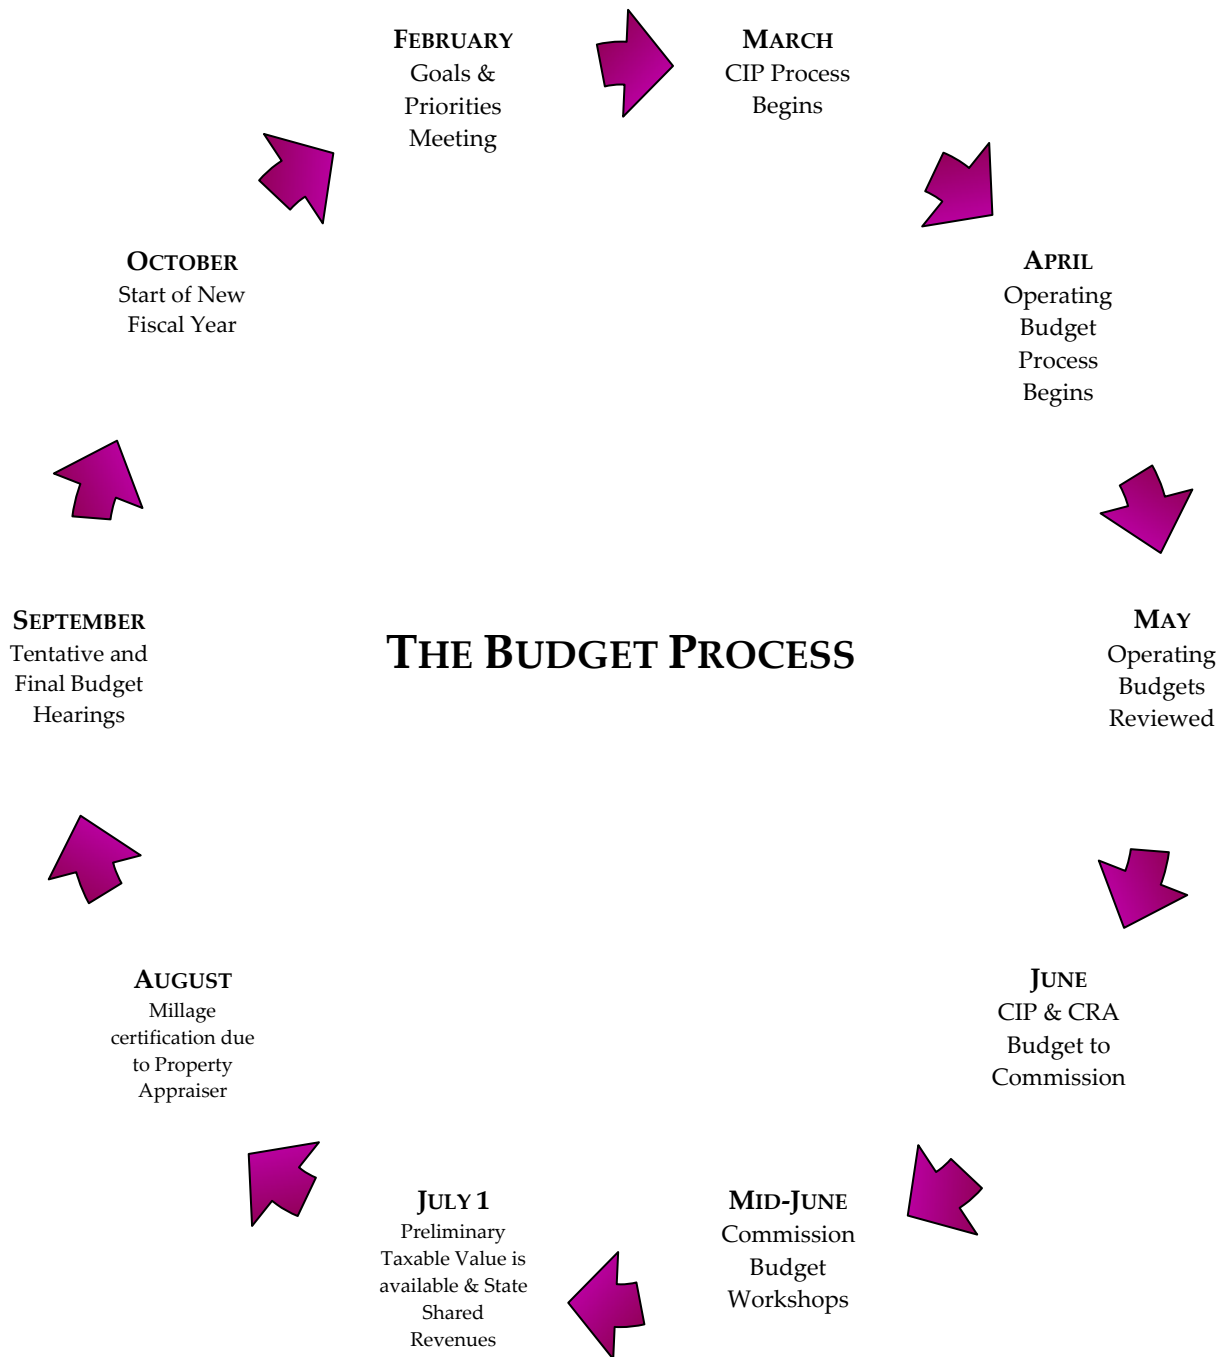 FEBRUARY
Goals &
Priorities
Meeting
MARCH
CIP Process
Begins
APRIL
Operating
Budget
Process
Begins
MAY
Operating
Budgets
Reviewed
JUNE
CIP & CRA
Budget to
Commission
MID-JUNE
Commission
Budget
Workshops
JULY 1
Preliminary
Taxable Value is
available & State
Shared
Revenues
AUGUST
Millage
certification due
to Property
Appraiser
SEPTEMBER
Tentative and
Final Budget
Hearings
OCTOBER
Start of New
Fiscal Year
THE BUDGET PROCESS